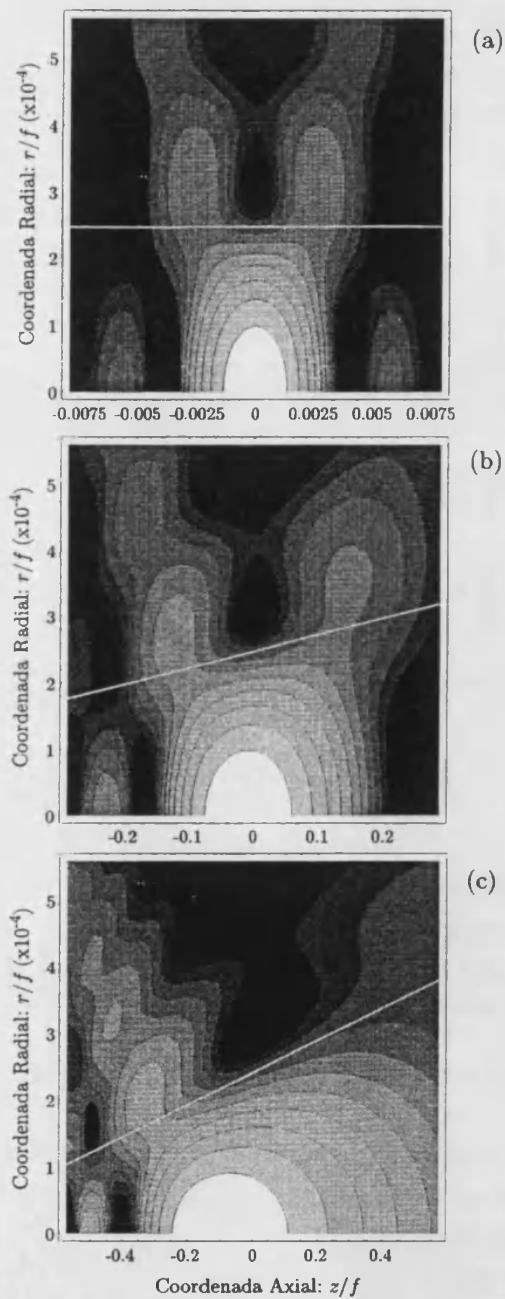 (a)
Coordenada Radial: r/f (x10⁻⁴)
5
4
3
2
1
0
-0.0075 -0.005 -0.0025 0 0.0025 0.005 0.0075
(b)
Coordenada Radial: r/f (x10⁻⁴)
5
4
3
2
1
0
-0.2 -0.1 0 0.1 0.2
(c)
Coordenada Radial: r/f (x10⁻⁴)
5
4
3
2
1
0
-0.4 -0.2 0 0.2 0.4
Coordenada Axial: z/f